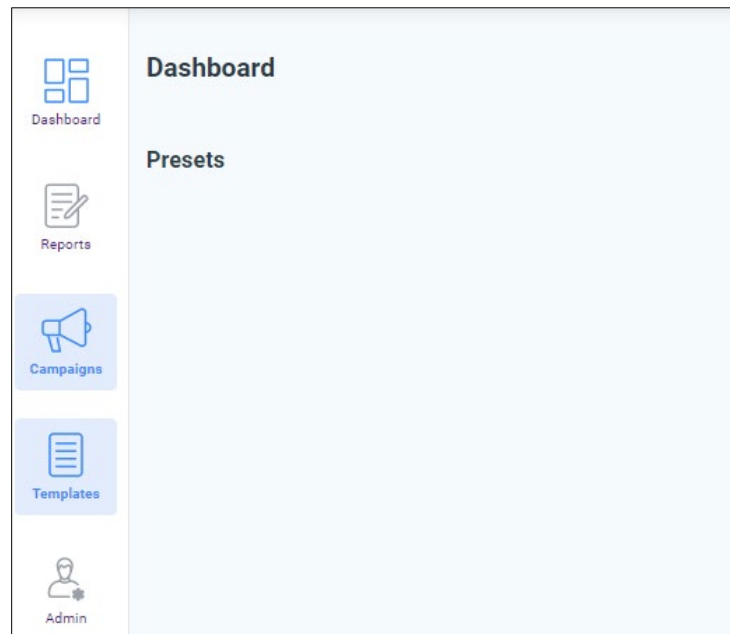 Dashboard
Dashboard
Presets
Reports
Campaigns
Templates
Admin